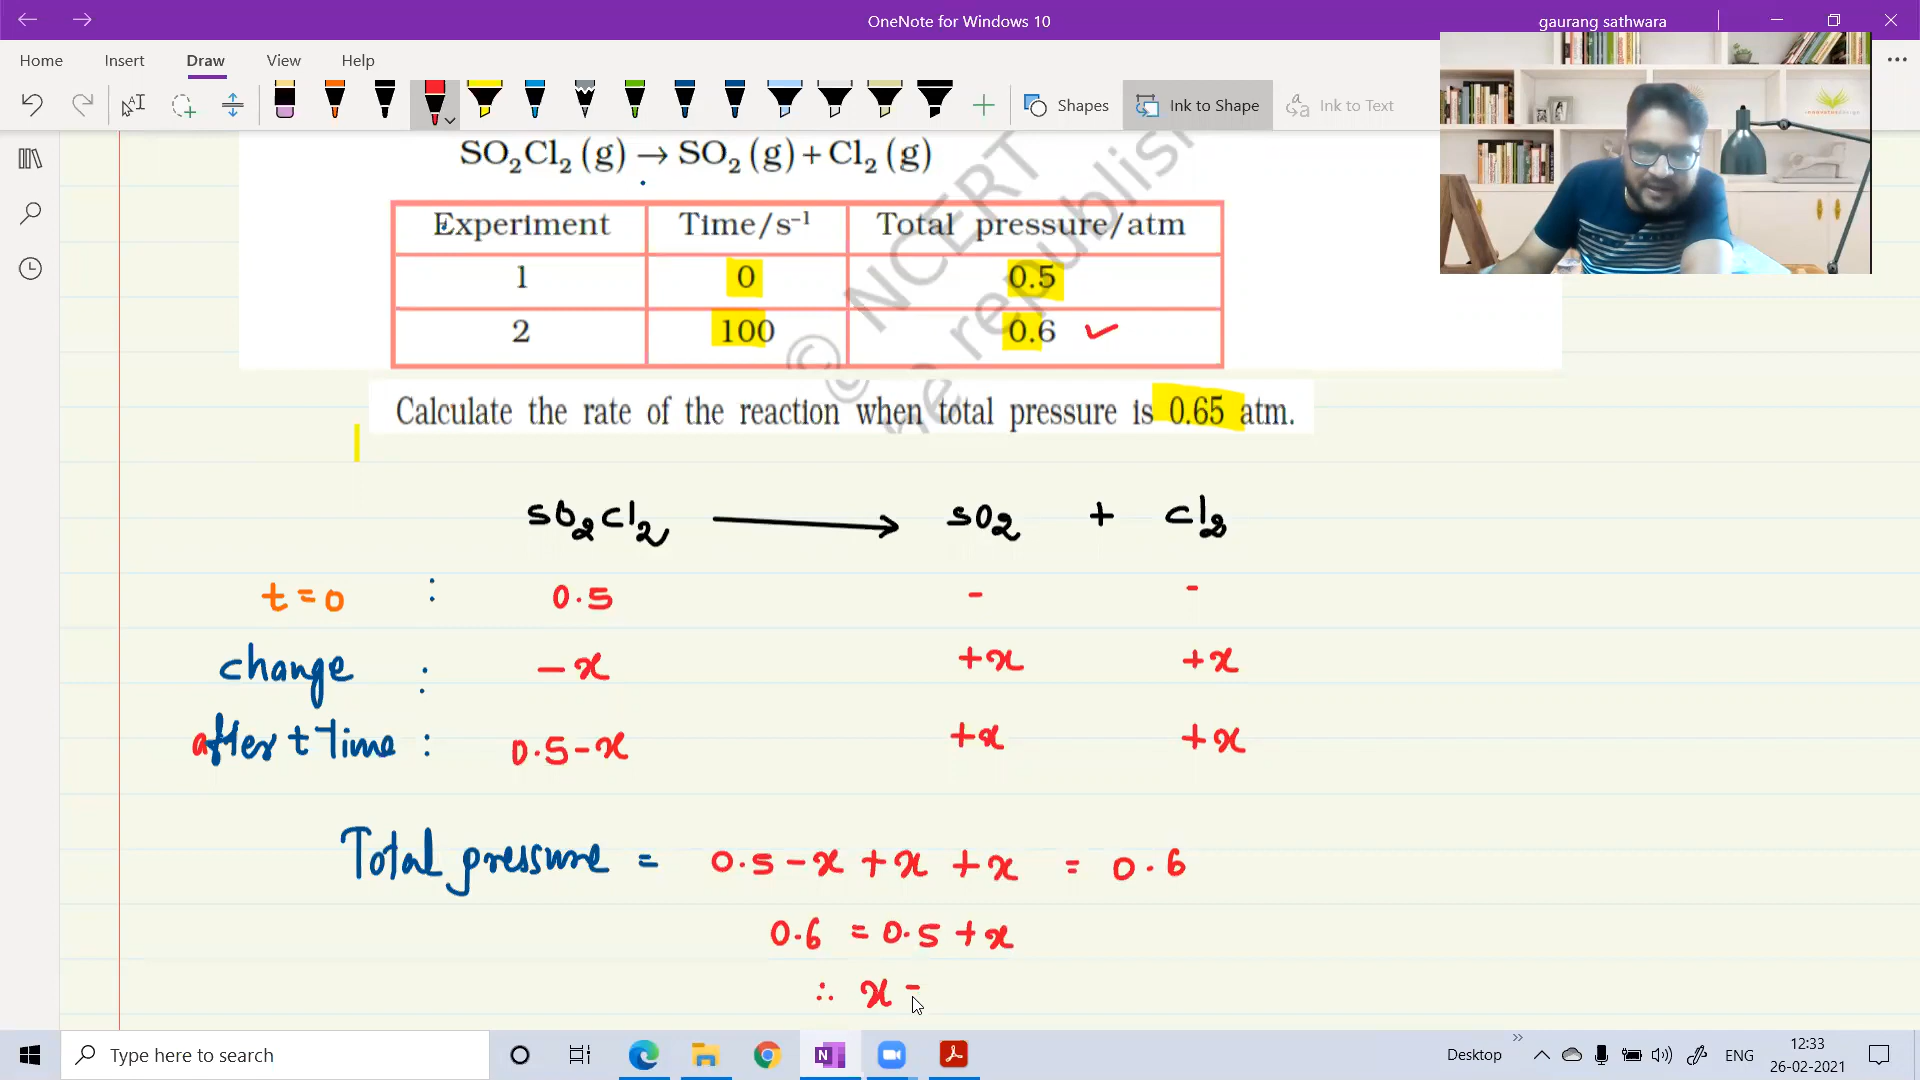 OneNote for Windows 10
gaurang sathwara
Home Insert Draw View Help
Shapes Ink to Shape Ink to Text
SO₂Cl₂ (g) → SO₂ (g) + Cl₂ (g)
Experiment Time/s⁻¹ Total pressure/atm
1 0 0.5
2 100 0.6 ✓
© NCERT
he republish
Calculate the rate of the reaction when total pressure is 0.65 atm.
SO₂Cl₂ → SO₂ + Cl₂
t=0 : 0.5 - -
change : -x +x +x
after t time : 0.5-x +x +x
Total pressure = 0.5-x+x+x = 0.6
0.6 = 0.5+x
∴ x -
Type here to search
Desktop ENG 12:33
26-02-2021